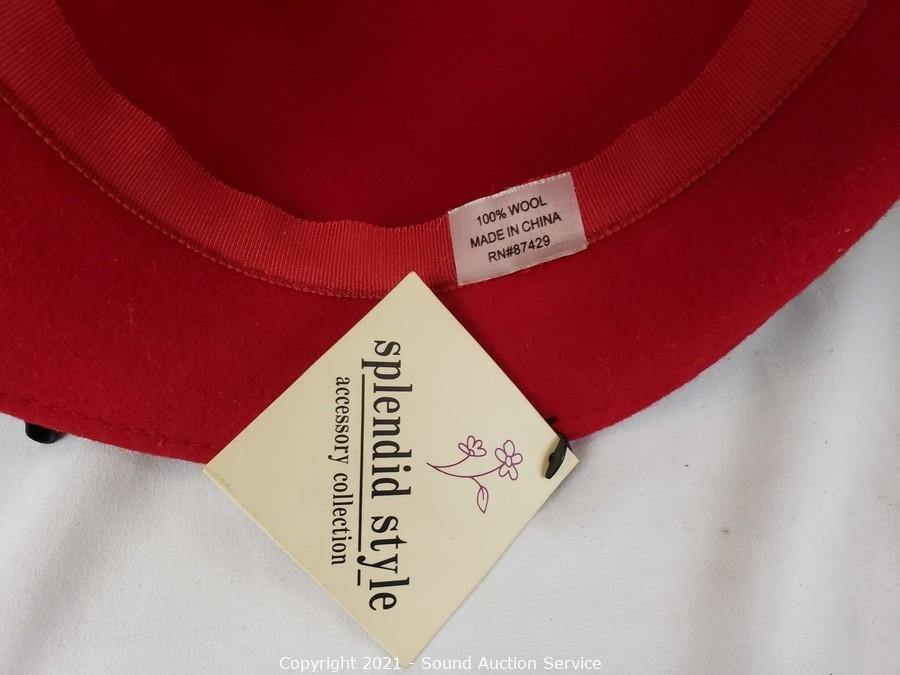 100% WOOL
MADE IN CHINA
RN#87429
splendid style
accessory collection
Copyright 2021 - Sound Auction Service